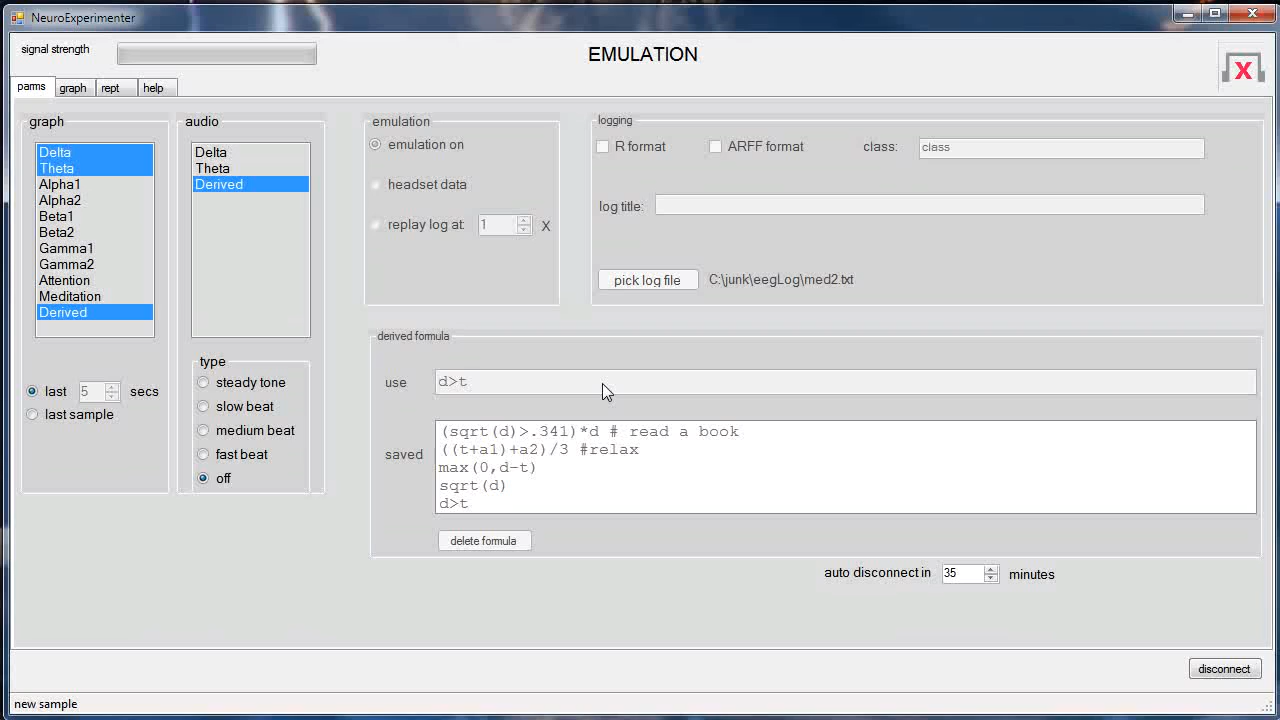 NeuroExperimenter
signal strength
EMULATION
X
parms graph rept help
graph
Delta
Theta
Alpha1
Alpha2
Beta1
Beta2
Gamma1
Gamma2
Attention
Meditation
Derived
last 5 secs
last sample
audio
Delta
Theta
Derived
type
steady tone
slow beat
medium beat
fast beat
off
emulation
emulation on
headset data
replay log at: 1 X
logging
R format ARFF format class: class
log title:
pick log file C:\junk\eegLog\med2.txt
derived formula
use d>t
saved
(sqrt(d)>.341)*d # read a book
((t+a1)+a2)/3 #relax
max(0,d-t)
sqrt(d)
d>t
delete formula
auto disconnect in 35 minutes
disconnect
new sample